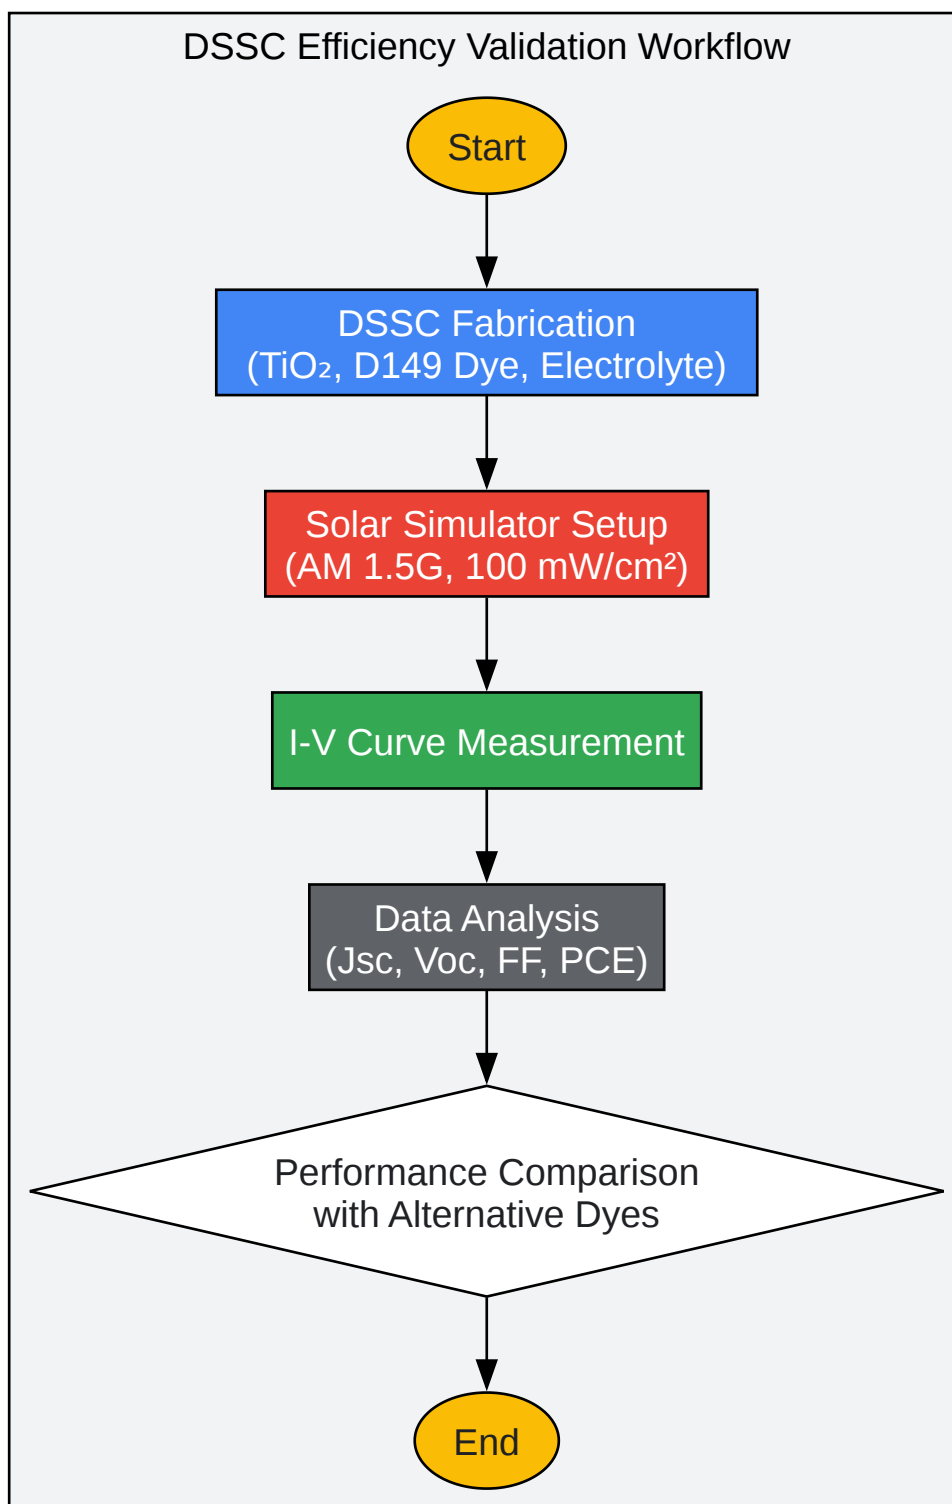 DSSC Efficiency Validation Workflow
Start
DSSC Fabrication
(TiO₂, D149 Dye, Electrolyte)
Solar Simulator Setup
(AM 1.5G, 100 mW/cm²)
I-V Curve Measurement
Data Analysis
(Jsc, Voc, FF, PCE)
Performance Comparison
with Alternative Dyes
End